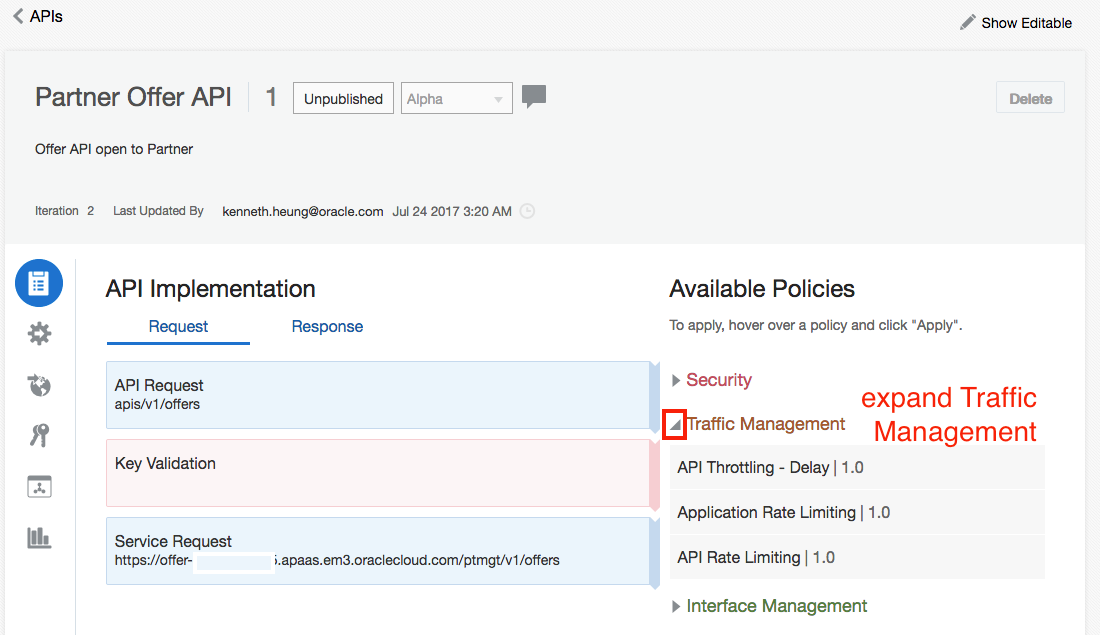 APIs
Show Editable
Partner Offer API
1
Unpublished
Alpha
Delete
Offer API open to Partner
Iteration 2 Last Updated By kenneth.heung@oracle.com Jul 24 2017 3:20 AM
API Implementation
Request Response
API Request
apis/v1/offers
Key Validation
Service Request
https://offer- .apaas.em3.oraclecloud.com/ptmgt/v1/offers
Available Policies
To apply, hover over a policy and click "Apply".
Security
Traffic Management
expand Traffic
Management
API Throttling - Delay | 1.0
Application Rate Limiting | 1.0
API Rate Limiting | 1.0
Interface Management